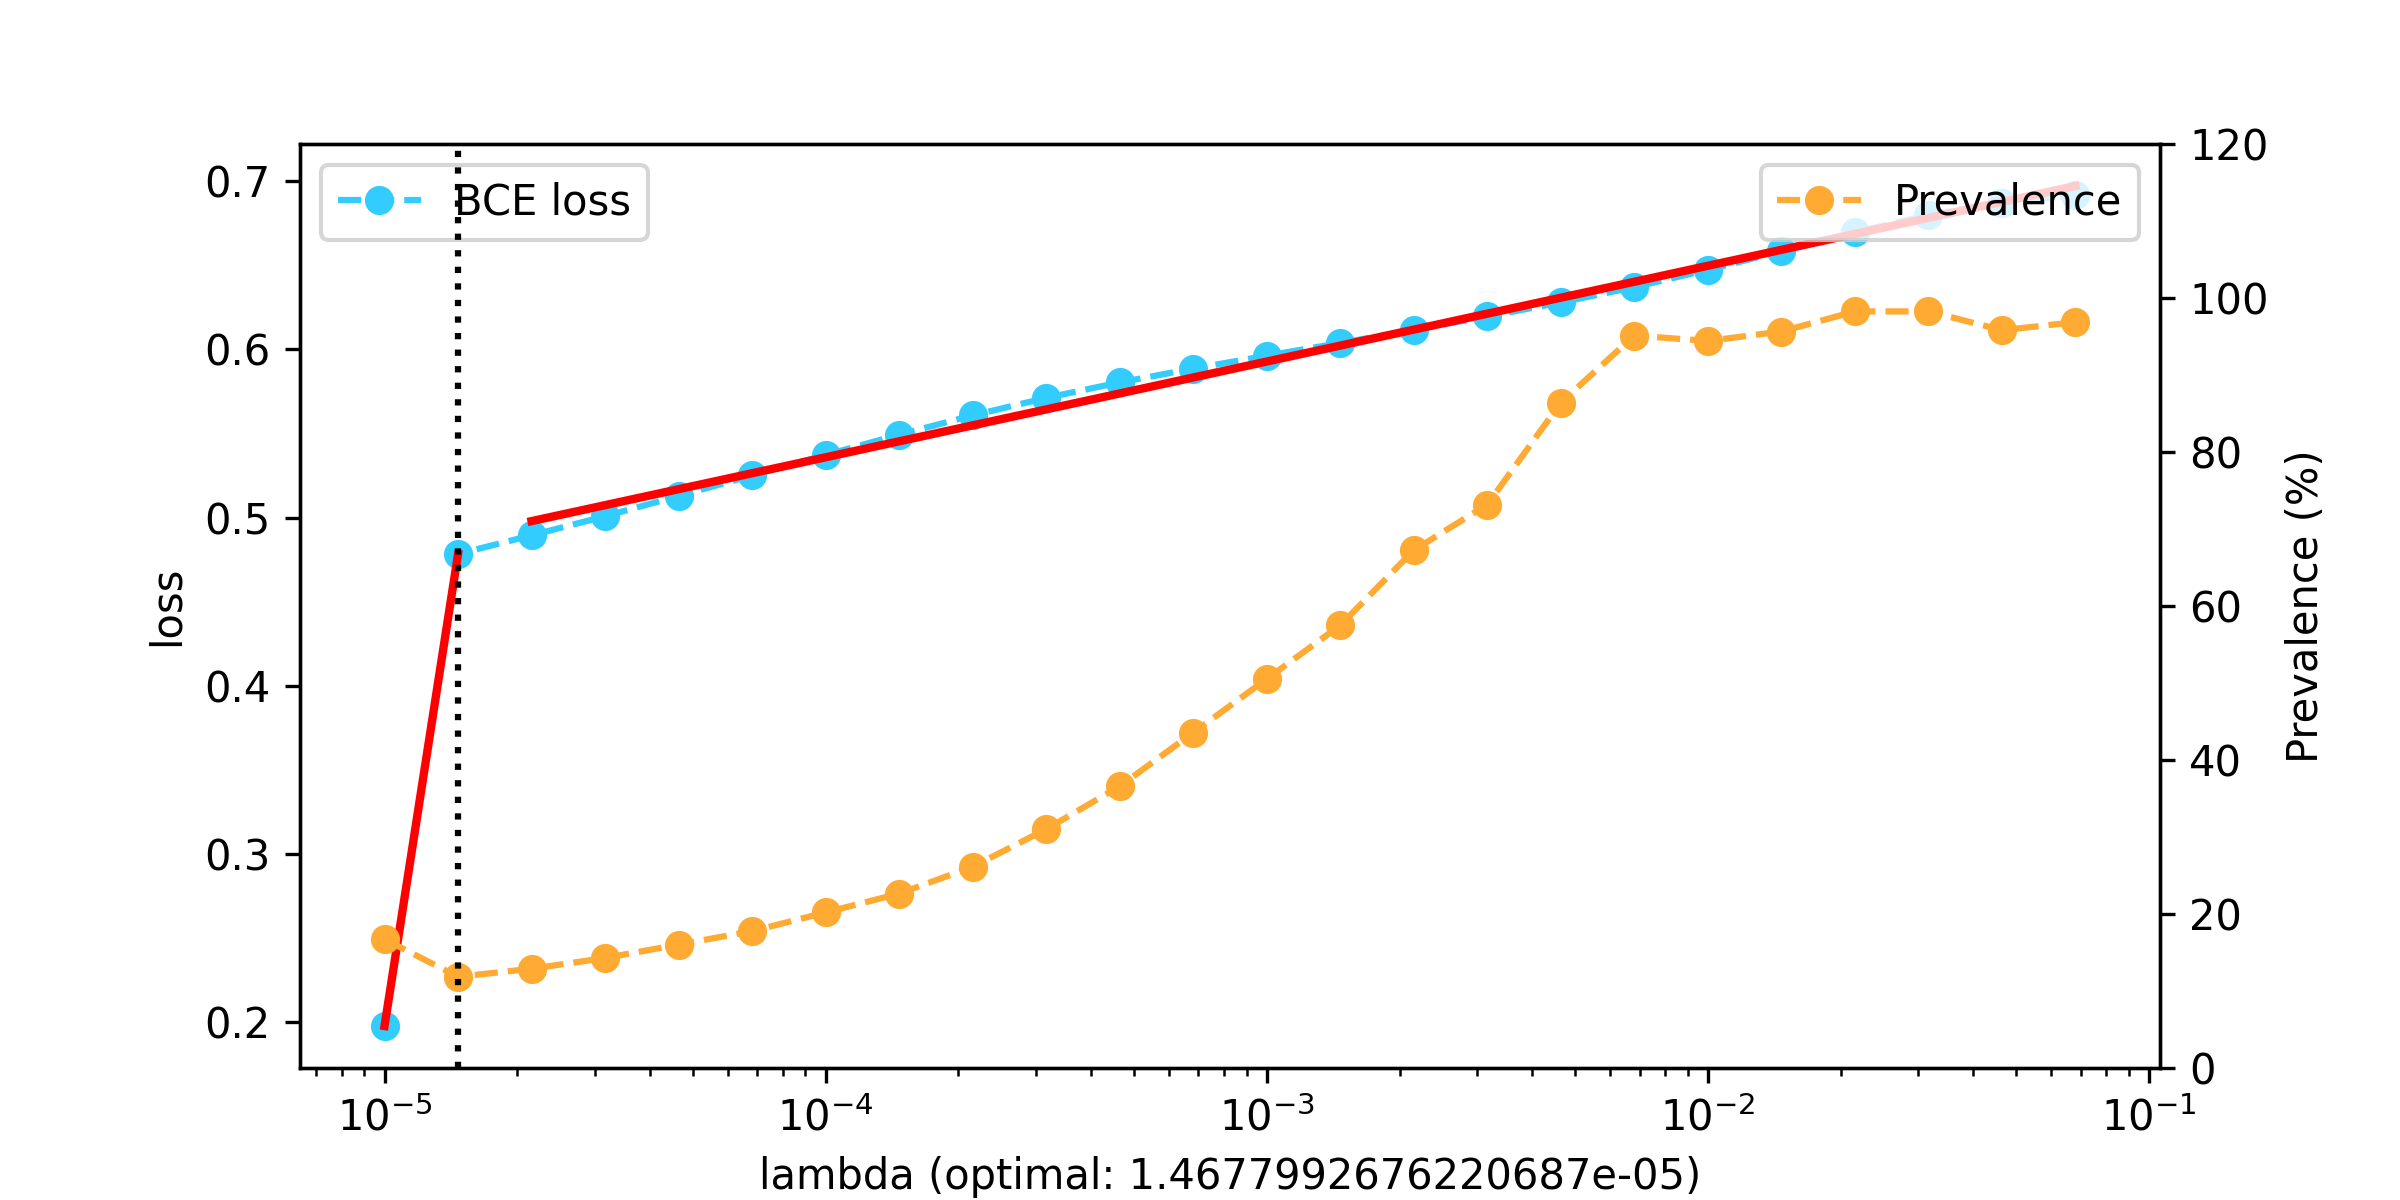 BCE loss
Prevalence
0.7
0.6
0.5
0.4
0.3
0.2
loss
120
100
80
60
40
20
0
Prevalence (%)
10⁻⁵ 10⁻⁴ 10⁻³ 10⁻² 10⁻¹
lambda (optimal: 1.4677992676220687e-05)